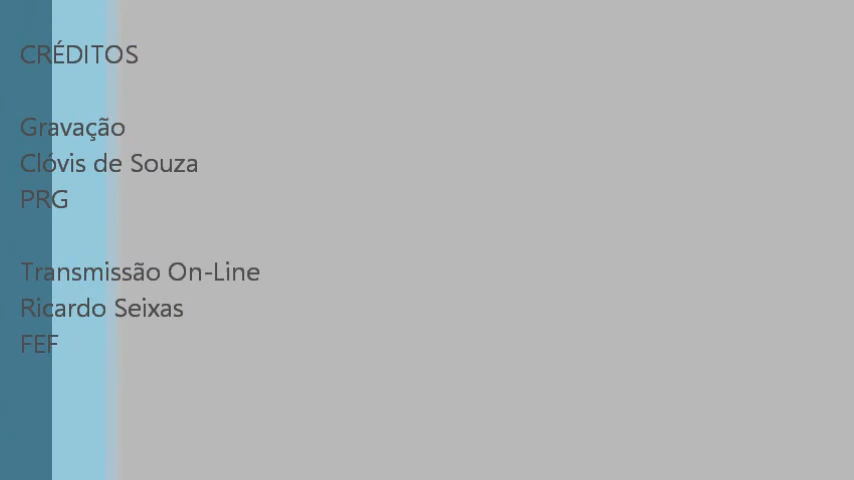 CRÉDITOS
Gravação
Clóvis de Souza
PRG
Transmissão On-Line
Ricardo Seixas
FEF